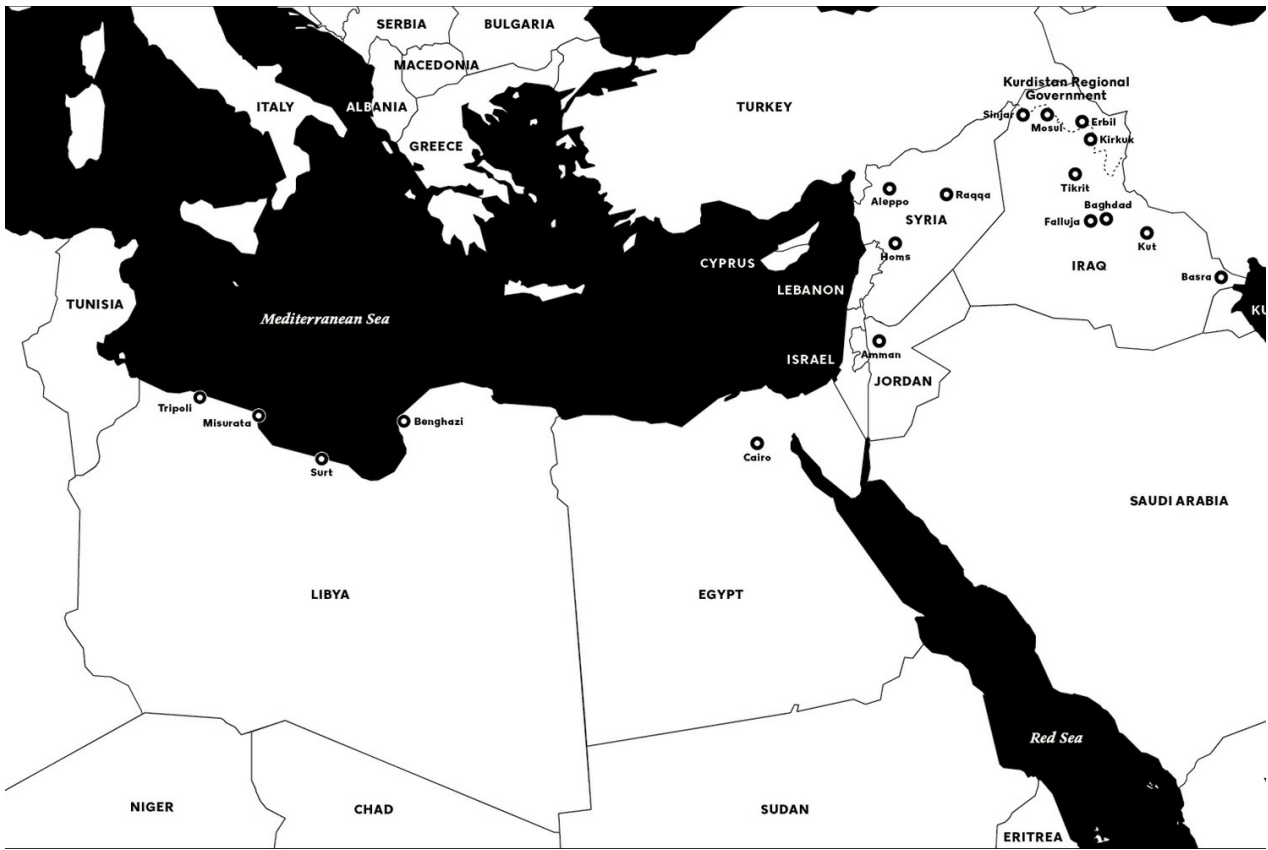 SERBIA
BULGARIA
MACEDONIA
ITALY
ALBANIA
GREECE
TURKEY
Kurdistan Regional
Government
Sinjar
Mosul
Erbil
Kirkuk
Tikrit
Aleppo
Raqqa
SYRIA
Baghdad
Falluja
Kut
Homs
CYPRUS
IRAQ
Basra
LEBANON
TUNISIA
KU
Mediterranean Sea
ISRAEL
Amman
JORDAN
Tripoli
Misurata
Benghazi
Surt
Cairo
SAUDI ARABIA
LIBYA
EGYPT
Red Sea
NIGER
CHAD
SUDAN
ERITREA